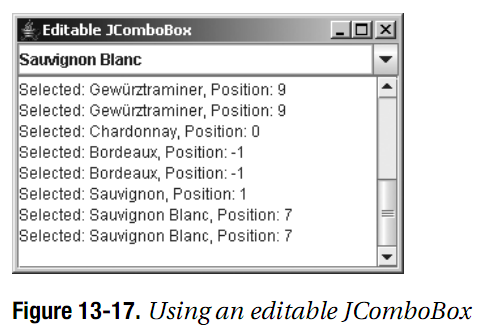 Editable JComboBox
Sauvignon Blanc
Selected: Gewürztraminer, Position: 9
Selected: Gewürztraminer, Position: 9
Selected: Chardonnay, Position: 0
Selected: Bordeaux, Position: -1
Selected: Bordeaux, Position: -1
Selected: Sauvignon, Position: 1
Selected: Sauvignon Blanc, Position: 7
Selected: Sauvignon Blanc, Position: 7
Figure 13-17. Using an editable JComboBox